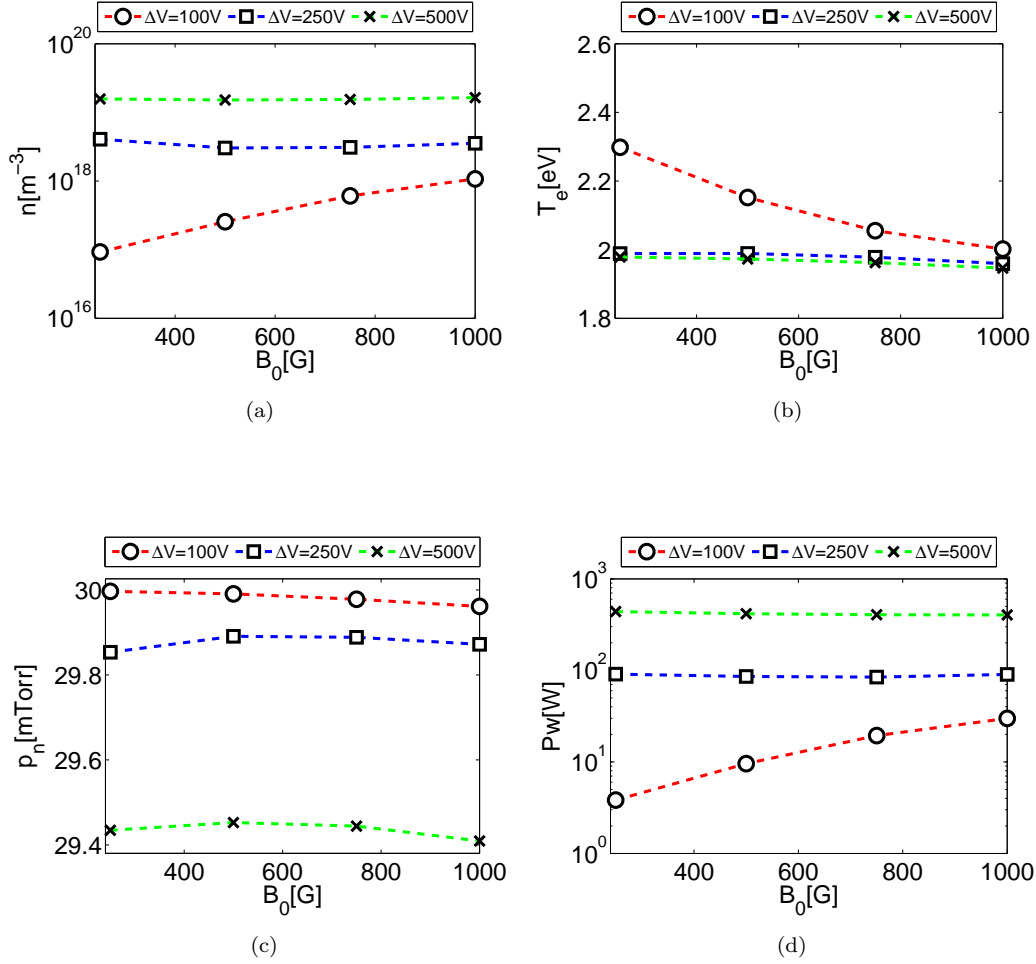 ΔV=100V ΔV=250V ΔV=500V
10^20
10^18
10^16
n[m^−3]
400 600 800 1000
B_0[G]
(a)
ΔV=100V ΔV=250V ΔV=500V
2.6
2.4
2.2
2
1.8
T_e[eV]
400 600 800 1000
B_0[G]
(b)
ΔV=100V ΔV=250V ΔV=500V
30
29.8
29.6
29.4
p_n[mTorr]
400 600 800 1000
B_0[G]
(c)
ΔV=100V ΔV=250V ΔV=500V
10^3
10^2
10^1
10^0
Pw[W]
400 600 800 1000
B_0[G]
(d)